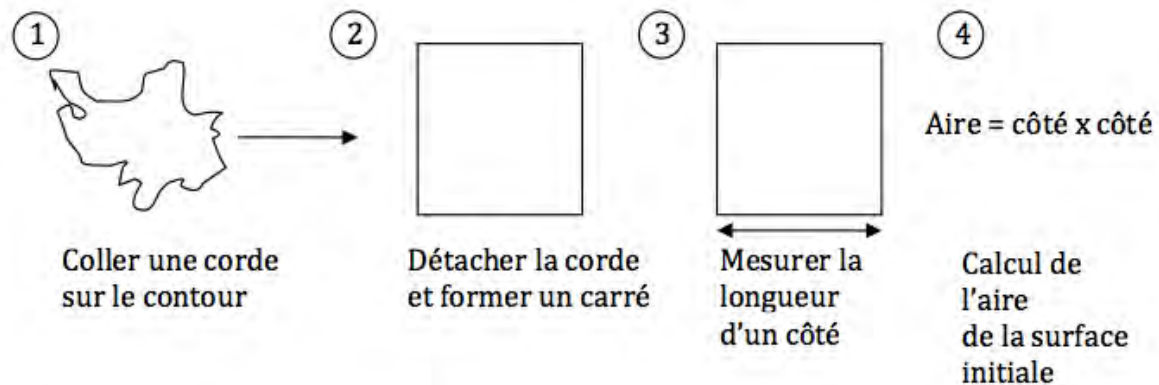 1
2
3
4
Aire = côté x côté
Coller une corde
sur le contour
Détacher la corde
et former un carré
Mesurer la
longueur
d'un côté
Calcul de
l'aire
de la surface
initiale